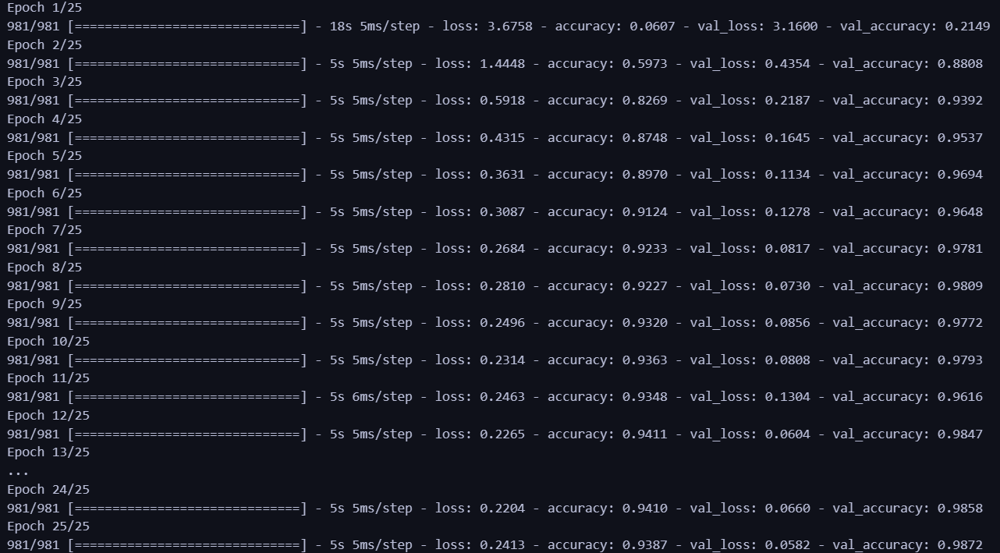 Epoch 1/25
981/981 [==============================] - 18s 5ms/step - loss: 3.6758 - accuracy: 0.0607 - val_loss: 3.1600 - val_accuracy: 0.2149
Epoch 2/25
981/981 [==============================] - 5s 5ms/step - loss: 1.4448 - accuracy: 0.5973 - val_loss: 0.4354 - val_accuracy: 0.8808
Epoch 3/25
981/981 [==============================] - 5s 5ms/step - loss: 0.5918 - accuracy: 0.8269 - val_loss: 0.2187 - val_accuracy: 0.9392
Epoch 4/25
981/981 [==============================] - 5s 5ms/step - loss: 0.4315 - accuracy: 0.8748 - val_loss: 0.1645 - val_accuracy: 0.9537
Epoch 5/25
981/981 [==============================] - 5s 5ms/step - loss: 0.3631 - accuracy: 0.8970 - val_loss: 0.1134 - val_accuracy: 0.9694
Epoch 6/25
981/981 [==============================] - 5s 5ms/step - loss: 0.3087 - accuracy: 0.9124 - val_loss: 0.1278 - val_accuracy: 0.9648
Epoch 7/25
981/981 [==============================] - 5s 5ms/step - loss: 0.2684 - accuracy: 0.9233 - val_loss: 0.0817 - val_accuracy: 0.9781
Epoch 8/25
981/981 [==============================] - 5s 5ms/step - loss: 0.2810 - accuracy: 0.9227 - val_loss: 0.0730 - val_accuracy: 0.9809
Epoch 9/25
981/981 [==============================] - 5s 5ms/step - loss: 0.2496 - accuracy: 0.9320 - val_loss: 0.0856 - val_accuracy: 0.9772
Epoch 10/25
981/981 [==============================] - 5s 5ms/step - loss: 0.2314 - accuracy: 0.9363 - val_loss: 0.0808 - val_accuracy: 0.9793
Epoch 11/25
981/981 [==============================] - 5s 6ms/step - loss: 0.2463 - accuracy: 0.9348 - val_loss: 0.1304 - val_accuracy: 0.9616
Epoch 12/25
981/981 [==============================] - 5s 5ms/step - loss: 0.2265 - accuracy: 0.9411 - val_loss: 0.0604 - val_accuracy: 0.9847
Epoch 13/25
...
Epoch 24/25
981/981 [==============================] - 5s 5ms/step - loss: 0.2204 - accuracy: 0.9410 - val_loss: 0.0660 - val_accuracy: 0.9858
Epoch 25/25
981/981 [==============================] - 5s 5ms/step - loss: 0.2413 - accuracy: 0.9387 - val_loss: 0.0582 - val_accuracy: 0.9872